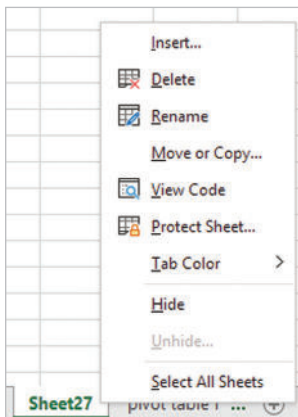 Insert...
Delete
Rename
Move or Copy...
View Code
Protect Sheet...
Tab Color >
Hide
Unhide...
Select All Sheets
Sheet27 pivot table 1 ...